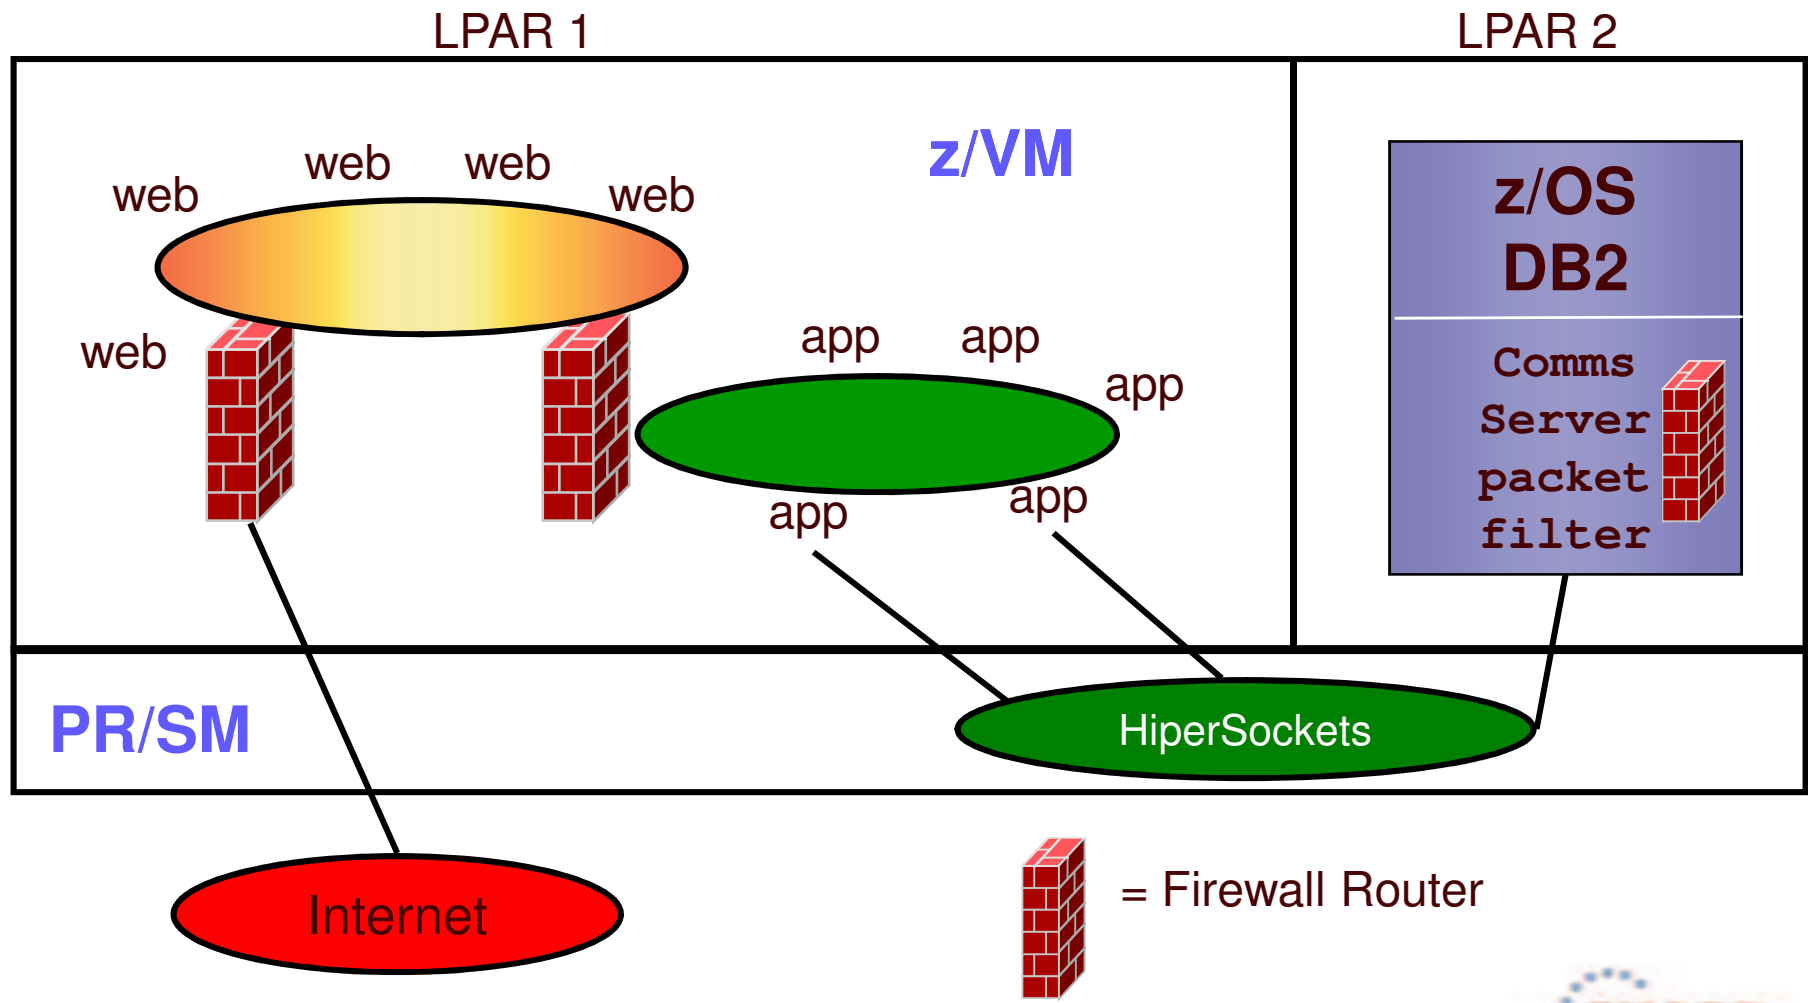 LPAR 1
LPAR 2
z/VM
web
web
web
web
web
app
app
app
app
app
z/OS
DB2
Comms
Server
packet
filter
PR/SM
HiperSockets
Internet
= Firewall Router